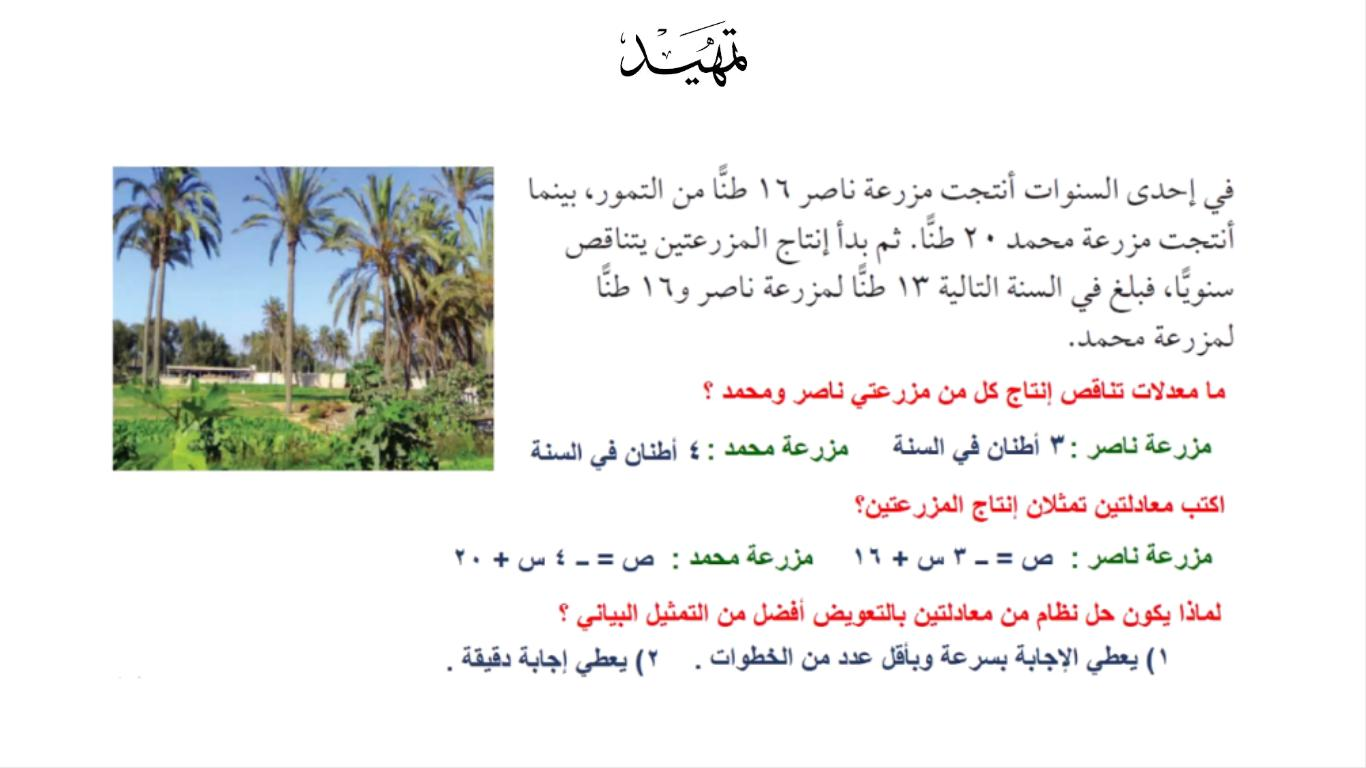 تمهيد
في إحدى السنوات أنتجت مزرعة ناصر ١٦ طنًّا من التمور، بينما
أنتجت مزرعة محمد ٢٠ طنًّا. ثم بدأ إنتاج المزرعتين يتناقص
سنويًّا، فبلغ في السنة التالية ١٣ طنًّا لمزرعة ناصر و١٦ طنًّا
لمزرعة محمد.
ما معدلات تناقص إنتاج كل من مزرعتي ناصر ومحمد ؟
مزرعة ناصر : ٣ أطنان في السنة مزرعة محمد : ٤ أطنان في السنة
اكتب معادلتين تمثلان إنتاج المزرعتين؟
مزرعة ناصر : ص = – ٣ س + ١٦ مزرعة محمد : ص = – ٤ س + ٢٠
لماذا يكون حل نظام من معادلتين بالتعويض أفضل من التمثيل البياني ؟
١) يعطي الإجابة بسرعة وبأقل عدد من الخطوات . ٢) يعطي إجابة دقيقة .